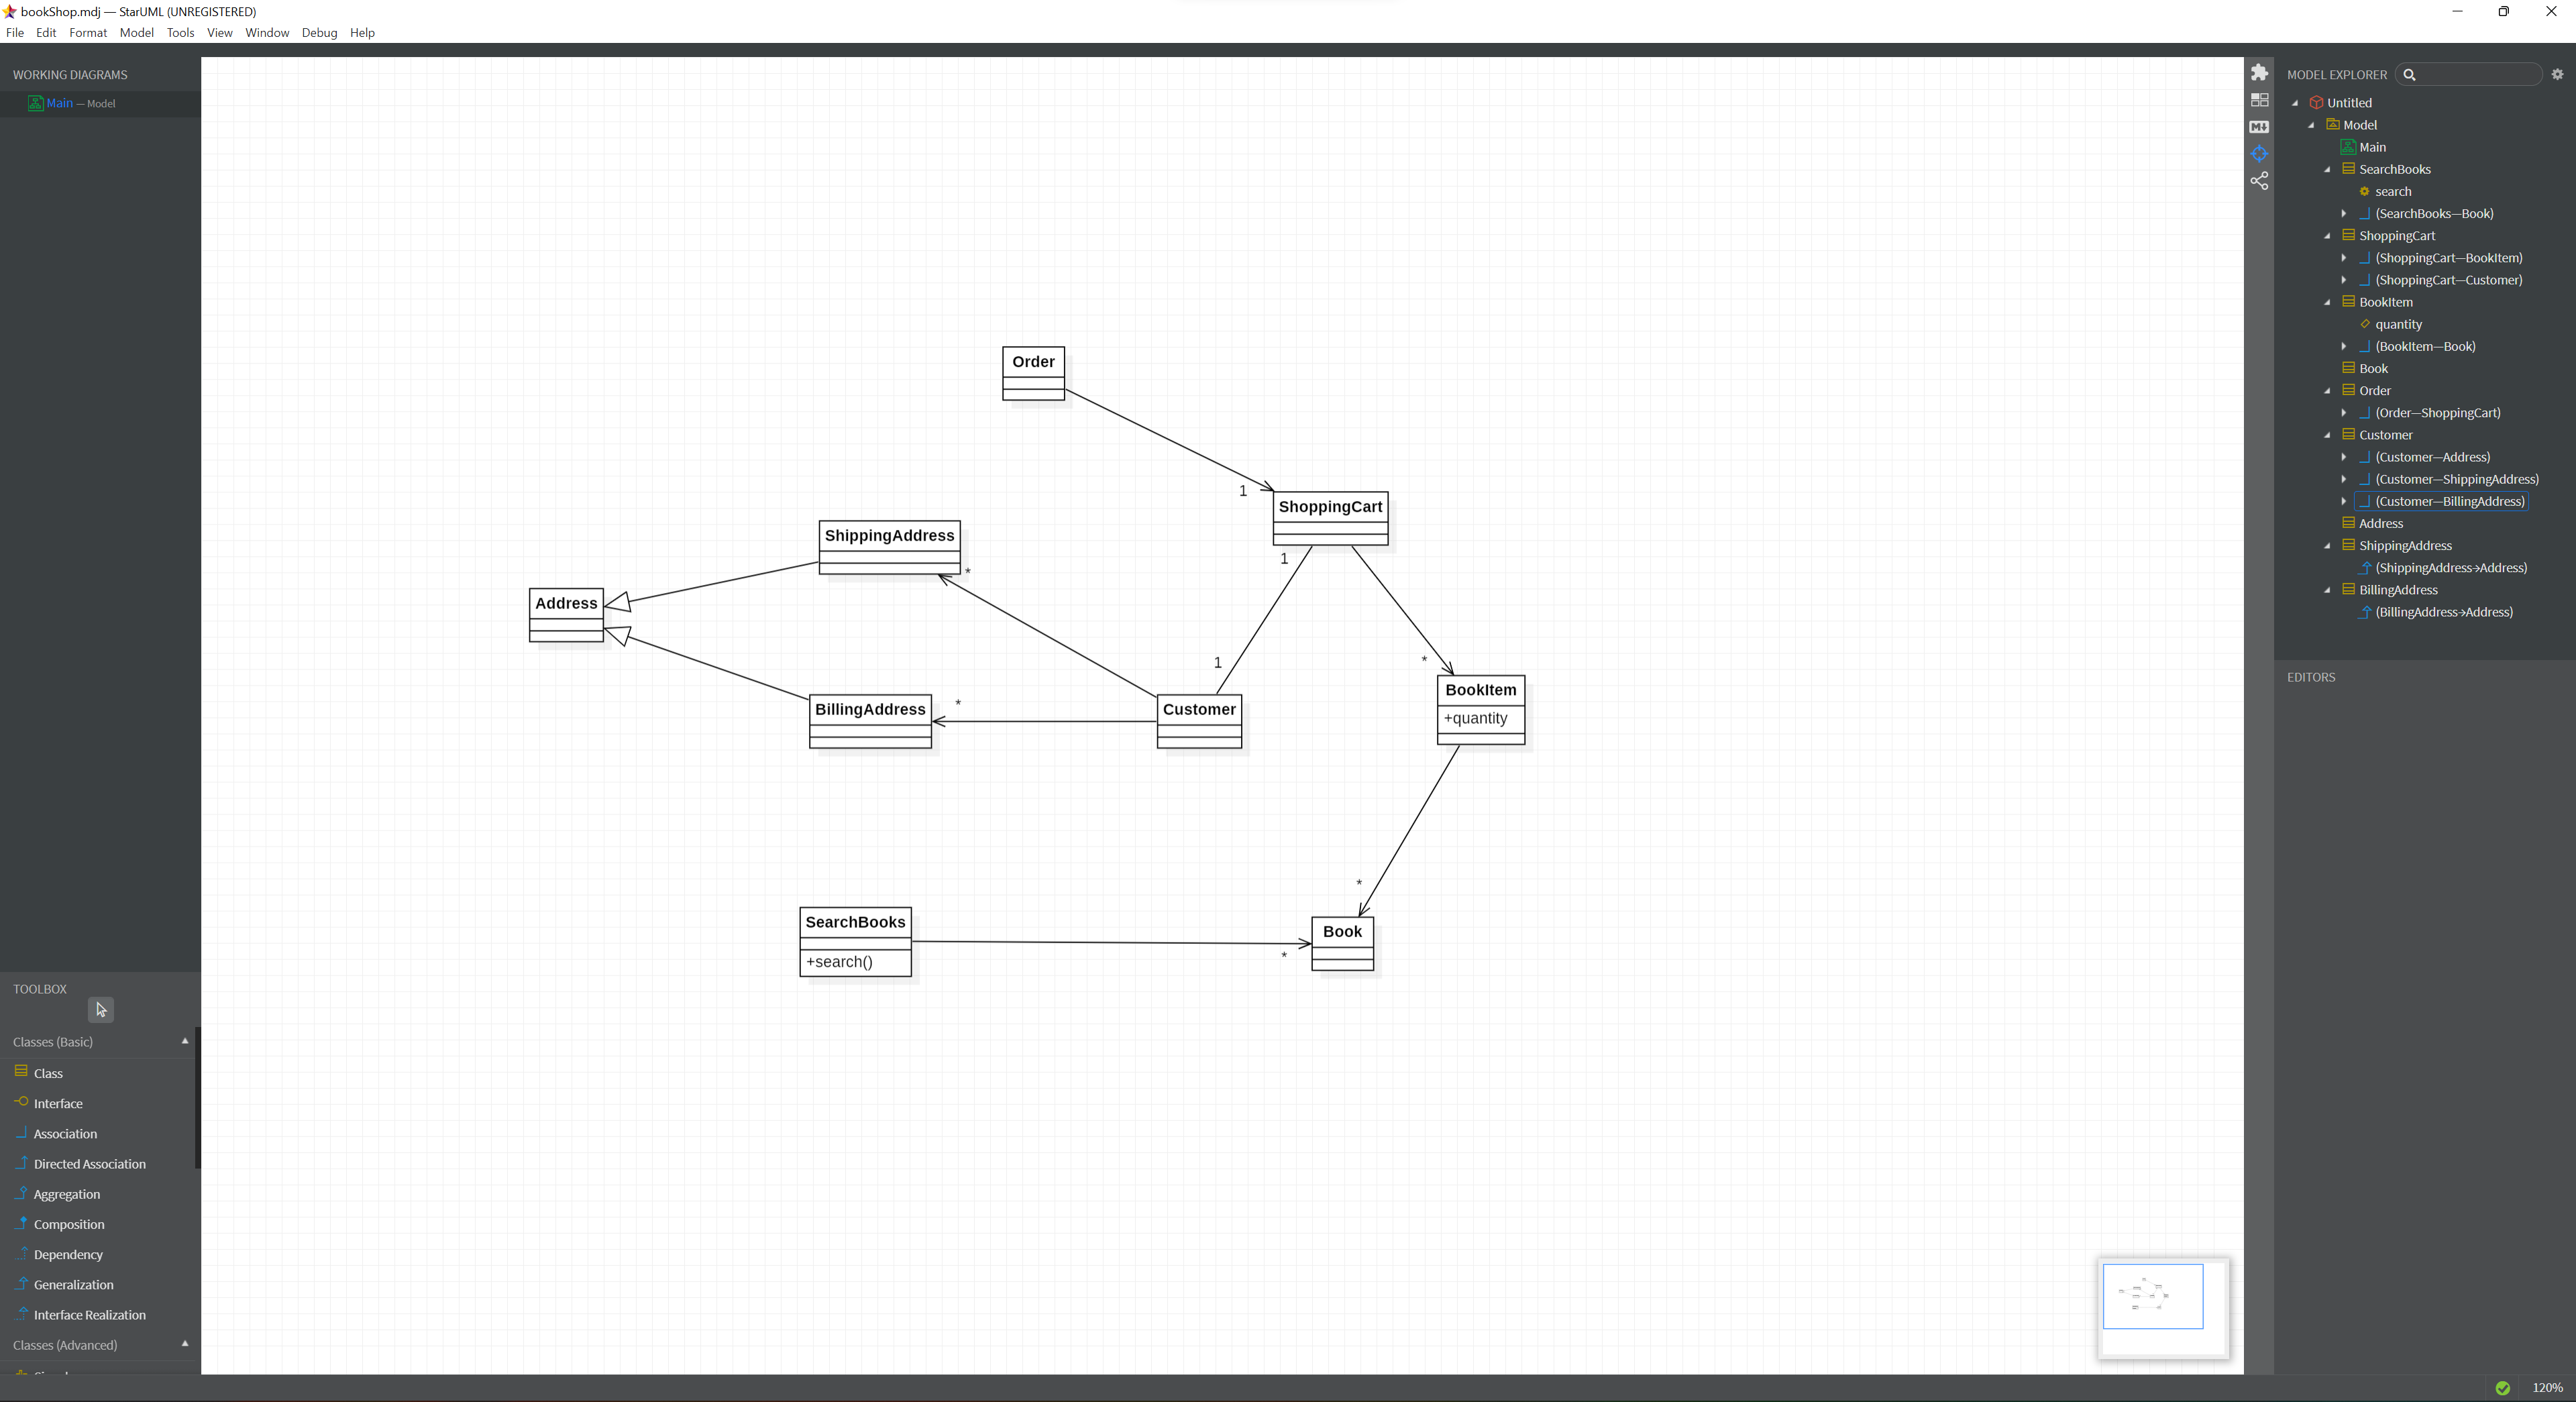 bookShop.mdj — StarUML (UNREGISTERED)
File Edit Format Model Tools View Window Debug Help
WORKING DIAGRAMS
Main — Model
TOOLBOX
Classes (Basic)
Class
Interface
Association
Directed Association
Aggregation
Composition
Dependency
Generalization
Interface Realization
Classes (Advanced)
Order
1
ShoppingCart
1
ShippingAddress
*
Address
1
*
BookItem
+quantity
BillingAddress
*
Customer
*
SearchBooks
+search()
*
Book
MODEL EXPLORER
Untitled
Model
Main
SearchBooks
search
(SearchBooks—Book)
ShoppingCart
(ShoppingCart—BookItem)
(ShoppingCart—Customer)
BookItem
quantity
(BookItem—Book)
Book
Order
(Order—ShoppingCart)
Customer
(Customer—Address)
(Customer—ShippingAddress)
(Customer—BillingAddress)
Address
ShippingAddress
(ShippingAddress→Address)
BillingAddress
(BillingAddress→Address)
EDITORS
120%